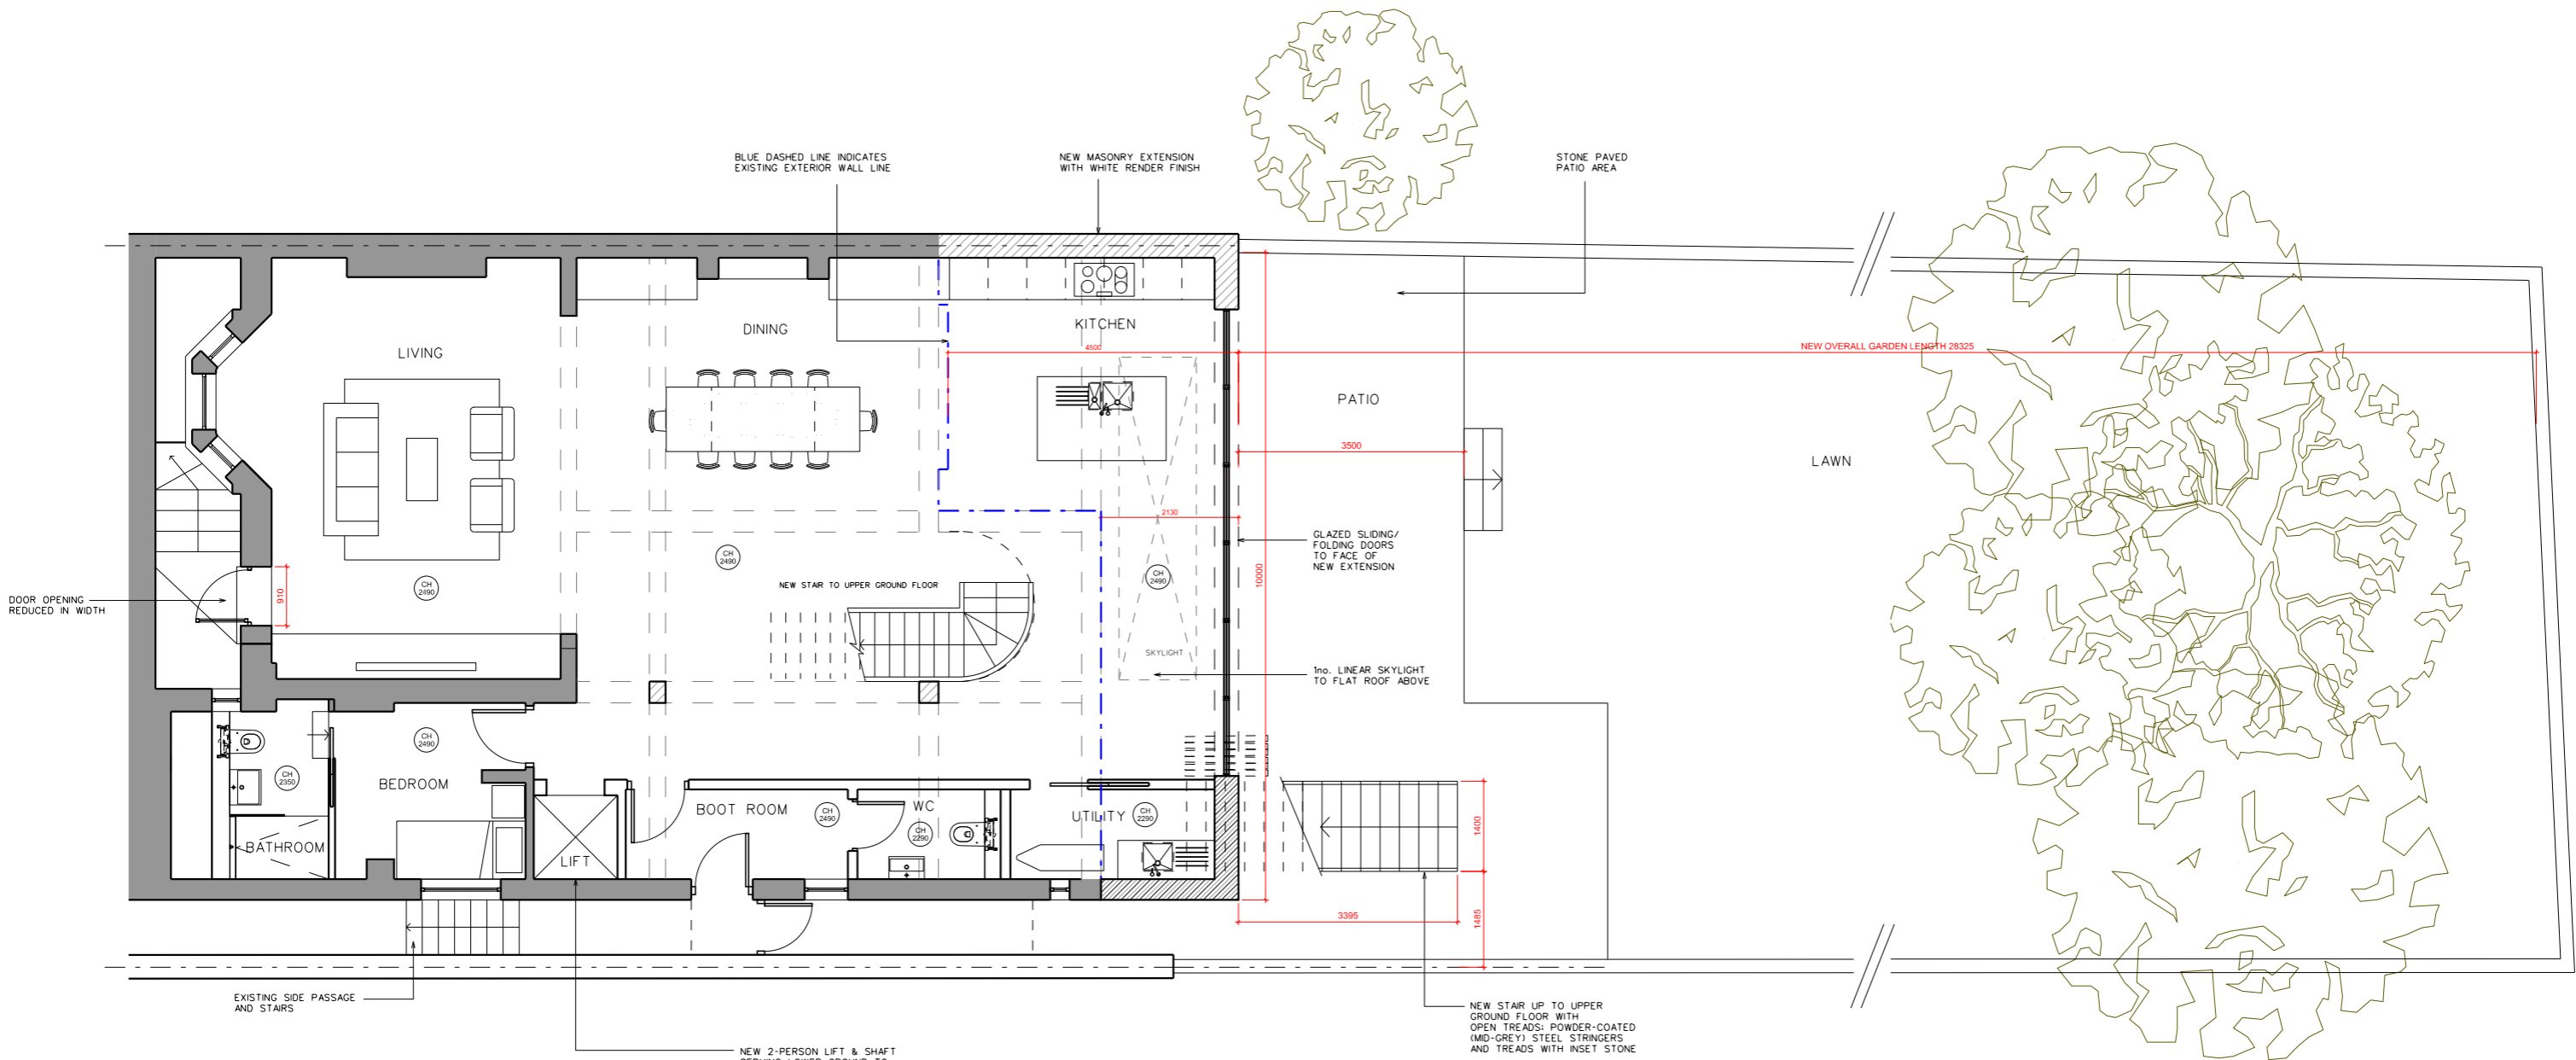 BLUE DASHED LINE INDICATES
EXISTING EXTERIOR WALL LINE
NEW MASONRY EXTENSION
WITH WHITE RENDER FINISH
STONE PAVED
PATIO AREA
LIVING
DINING
KITCHEN
4500
NEW OVERALL GARDEN LENGTH 28325
PATIO
3500
LAWN
2130
GLAZED SLIDING/
FOLDING DOORS
TO FACE OF
NEW EXTENSION
CH
2490
CH
2490
CH
2490
NEW STAIR TO UPPER GROUND FLOOR
10000
910
DOOR OPENING
REDUCED IN WIDTH
SKYLIGHT
1no. LINEAR SKYLIGHT
TO FLAT ROOF ABOVE
CH
2490
CH
2350
BEDROOM
BOOT ROOM
CH
2490
WC
CH
2290
UTILITY
CH
2290
BATHROOM
LIFT
1400
3395
1485
EXISTING SIDE PASSAGE
AND STAIRS
NEW STAIR UP TO UPPER
GROUND FLOOR WITH
OPEN TREADS: POWDER-COATED
(MID-GREY) STEEL STRINGERS
AND TREADS WITH INSET STONE
NEW 2-PERSON LIFT & SHAFT